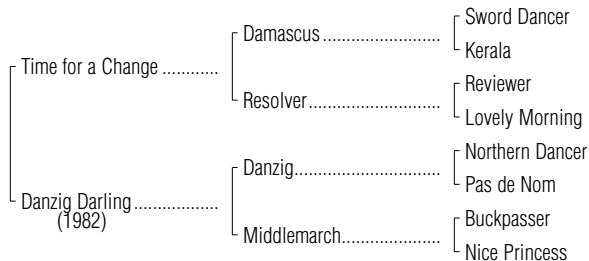 Sword Dancer
Damascus ........................
Kerala
Time for a Change ............
Reviewer
Resolver...........................
Lovely Morning
Northern Dancer
Danzig.............................
Pas de Nom
Danzig Darling ..................
(1982)
Buckpasser
Middlemarch....................
Nice Princess